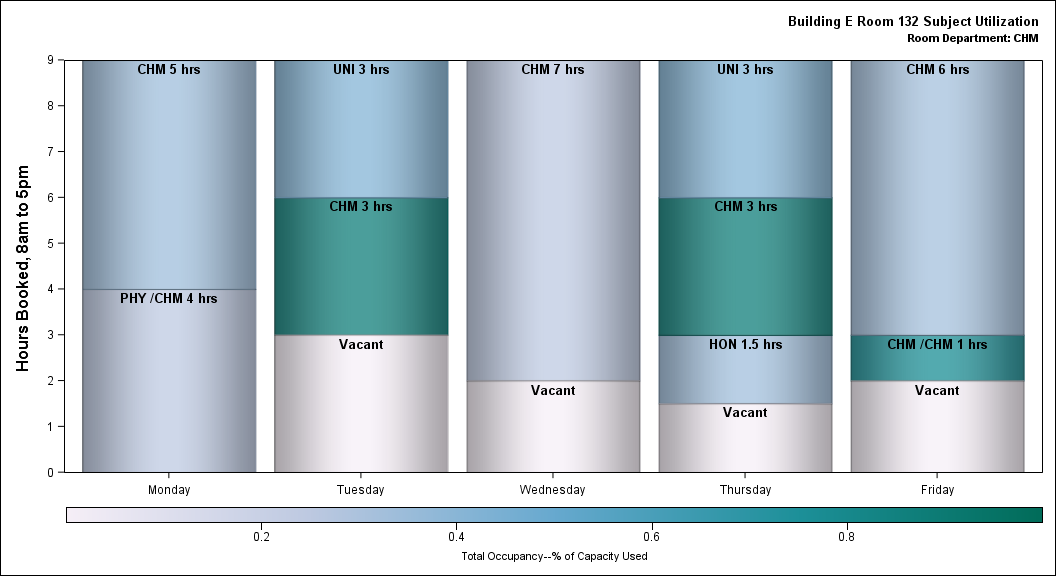 Building E Room 132 Subject Utilization
Room Department: CHM
Hours Booked, 8am to 5pm
9
8
7
6
5
4
3
2
1
0
CHM 5 hrs
PHY /CHM 4 hrs
UNI 3 hrs
CHM 3 hrs
Vacant
CHM 7 hrs
Vacant
UNI 3 hrs
CHM 3 hrs
HON 1.5 hrs
Vacant
CHM 6 hrs
CHM /CHM 1 hrs
Vacant
Monday Tuesday Wednesday Thursday Friday
0.2 0.4 0.6 0.8
Total Occupancy--% of Capacity Used